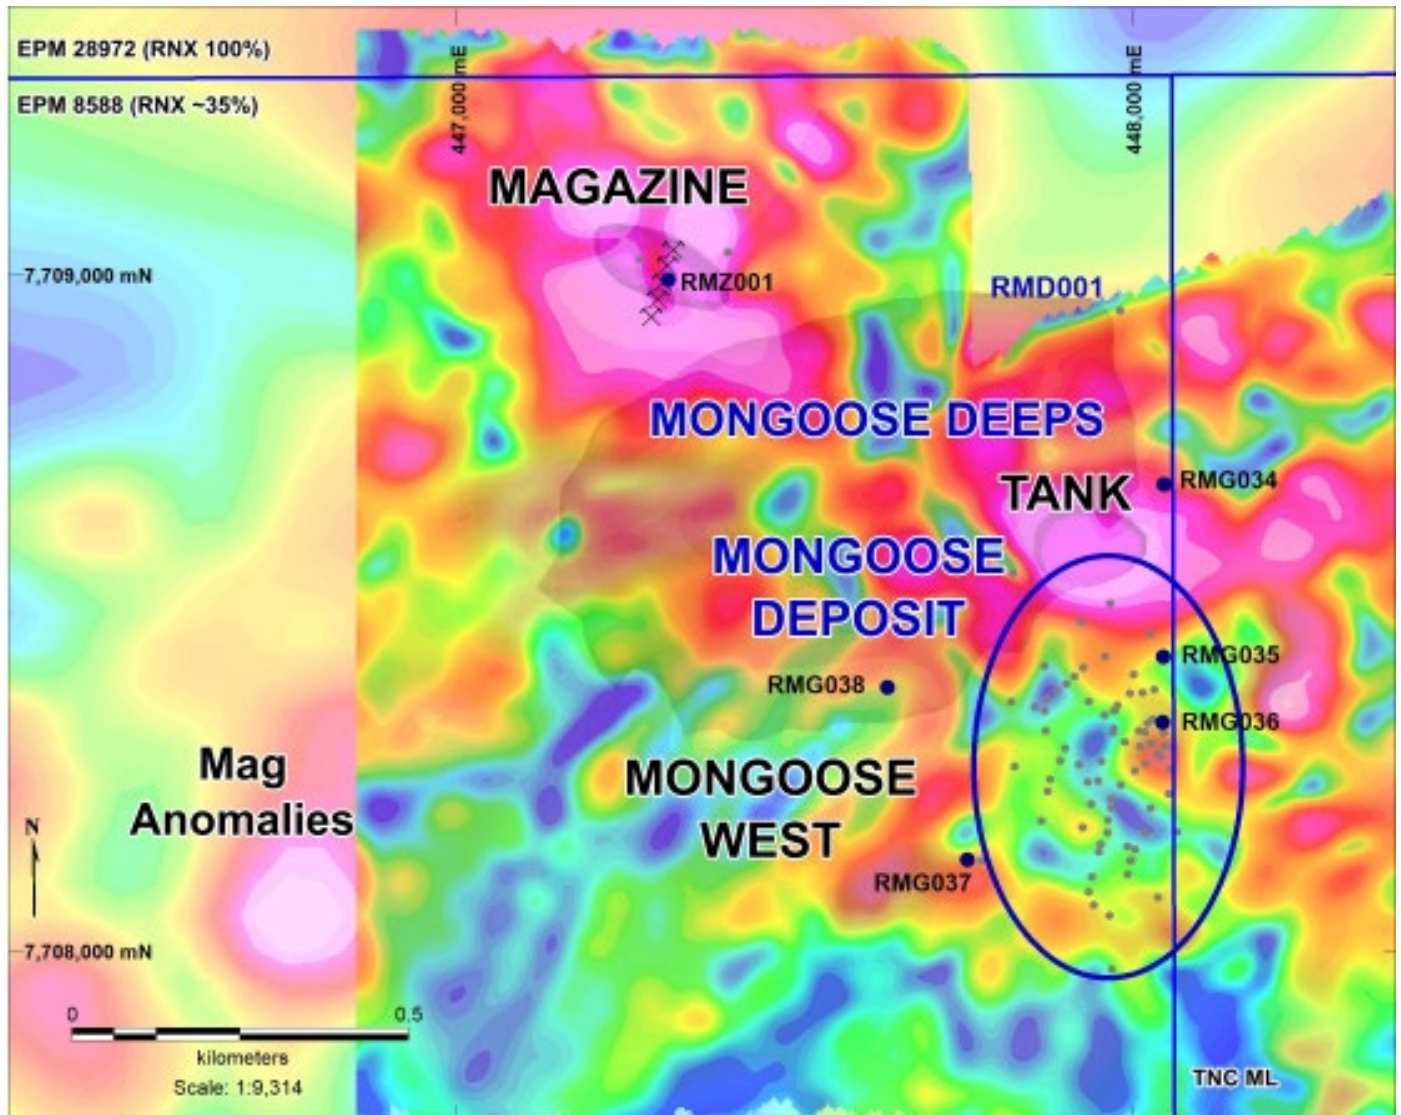 EPM 28972 (RNX 100%)
EPM 8588 (RNX ~35%)
447,000 mE
448,000 mE
MAGAZINE
7,709,000 mN
RMZ001
RMD001
MONGOOSE DEEPS
TANK
RMG034
MONGOOSE
DEPOSIT
RMG035
RMG038
RMG036
Mag
Anomalies
MONGOOSE
WEST
N
RMG037
7,708,000 mN
0 0.5
kilometers
Scale: 1:9,314
TNC ML